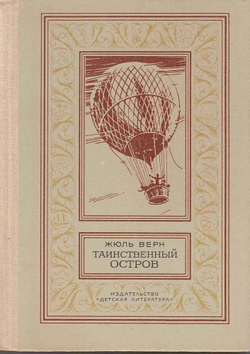 ЖЮЛЬ ВЕРН
ТАИНСТВЕННЫЙ
ОСТРОВ
ИЗДАТЕЛЬСТВО
«ДЕТСКАЯ ЛИТЕРАТУРА»